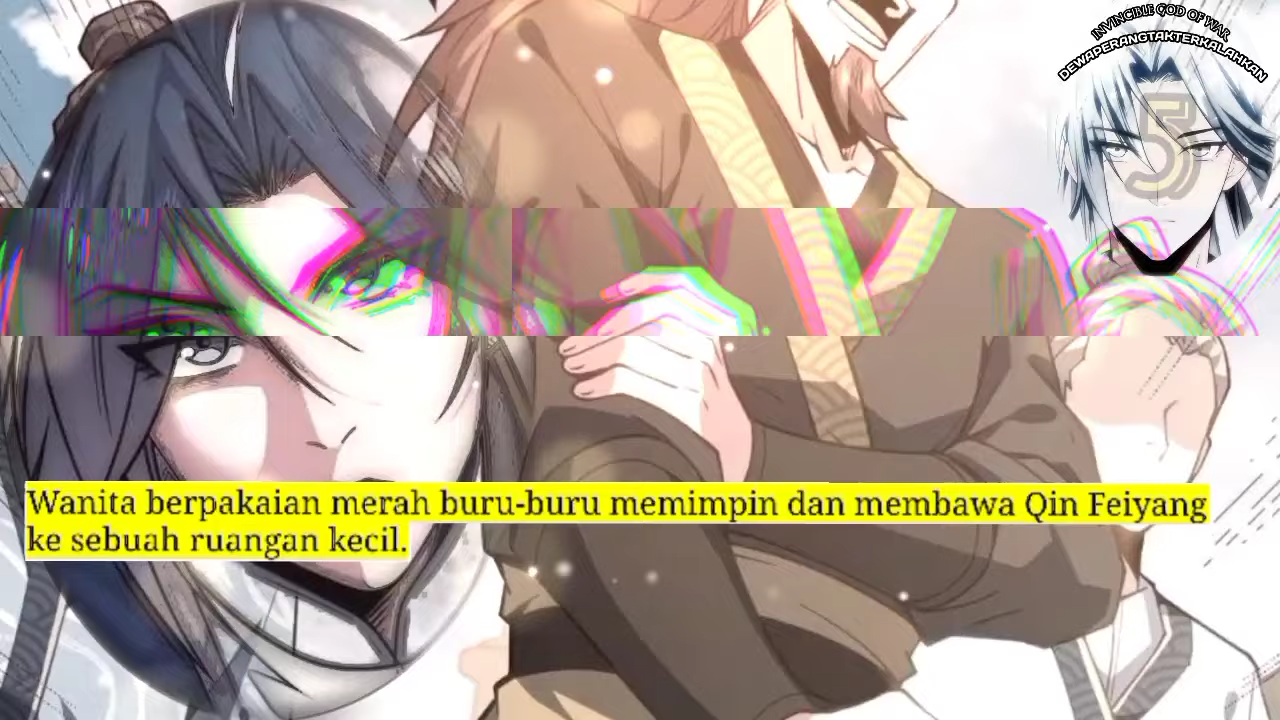 INVINCIBLE GOD OF WAR
DEWAPERANGTAKTERKALAHKAN
5
Wanita berpakaian merah buru-buru memimpin dan membawa Qin Feiyang
ke sebuah ruangan kecil.